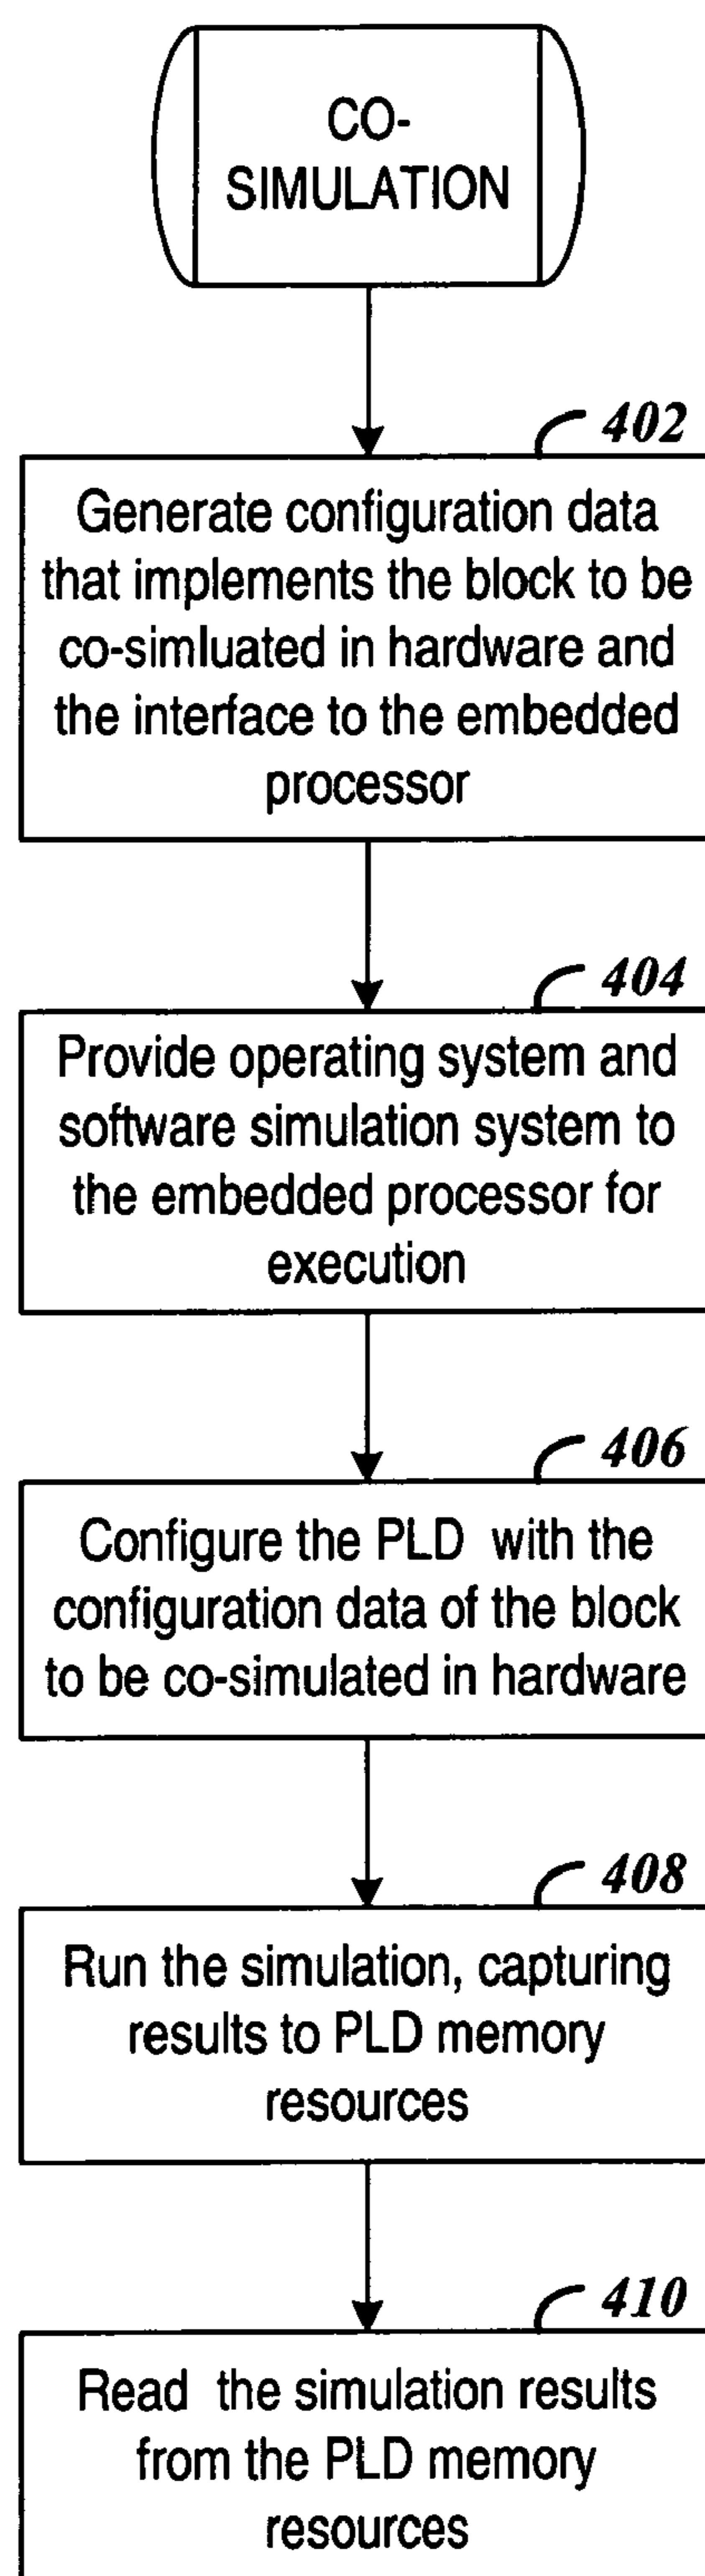 CO-
SIMULATION
402
Generate configuration data
that implements the block to be
co-simluated in hardware and
the interface to the embedded
processor
404
Provide operating system and
software simulation system to
the embedded processor for
execution
406
Configure the PLD with the
configuration data of the block
to be co-simulated in hardware
408
Run the simulation, capturing
results to PLD memory
resources
410
Read the simulation results
from the PLD memory
resources